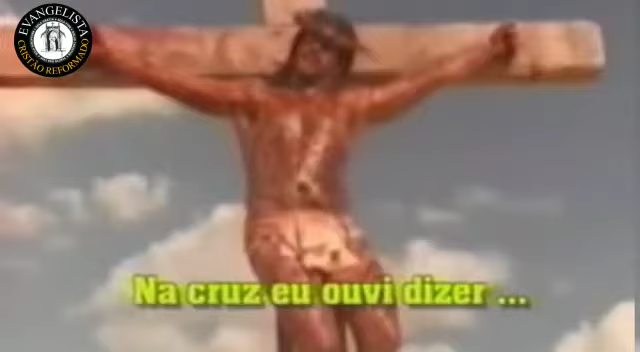 EVANGELISTA
CRISTÃO REFORMADO
Na cruz eu ouvi dizer ...